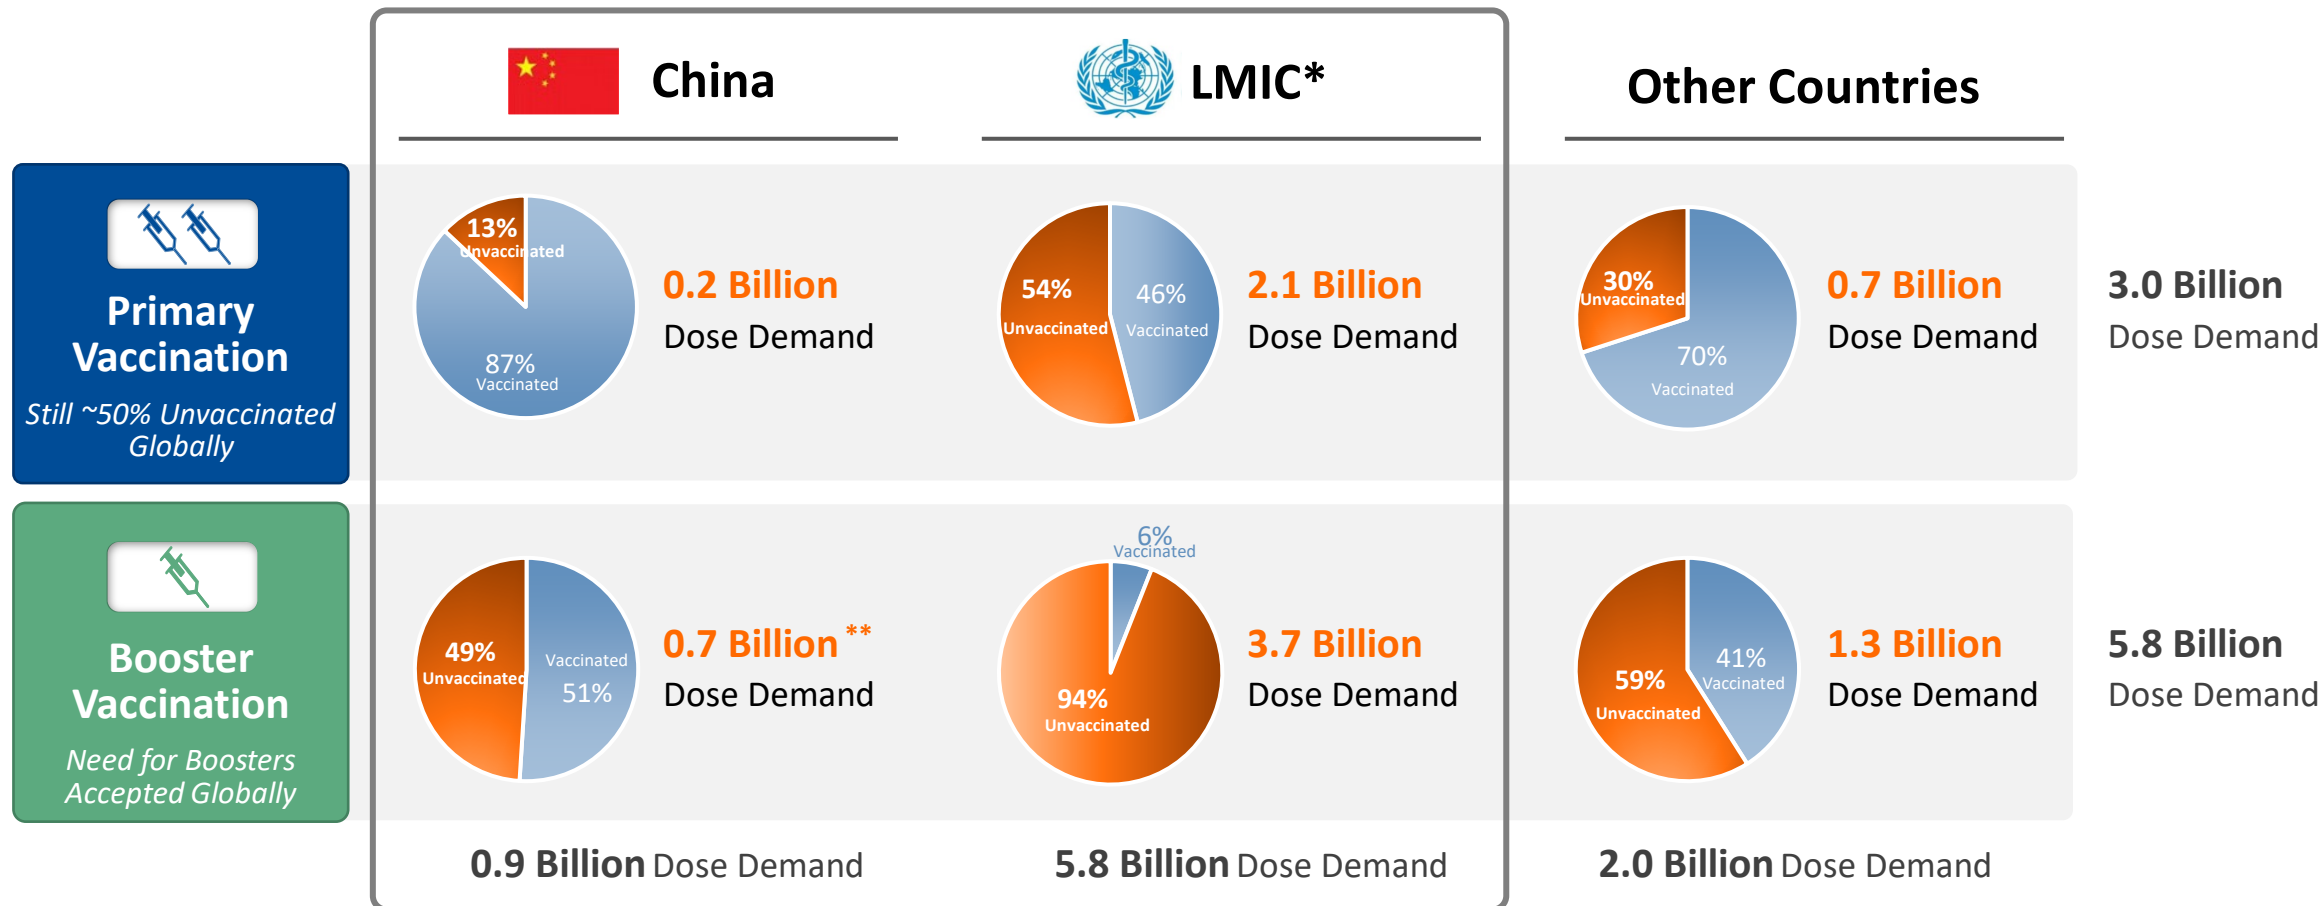 China
LMIC*
Other Countries
Primary
Vaccination
Still ~50% Unvaccinated
Globally
13%
Unvaccinated
87%
Vaccinated
0.2 Billion
Dose Demand
54%
Unvaccinated
46%
Vaccinated
2.1 Billion
Dose Demand
30%
Unvaccinated
70%
Vaccinated
0.7 Billion
Dose Demand
3.0 Billion
Dose Demand
Booster
Vaccination
Need for Boosters
Accepted Globally
49%
Unvaccinated
Vaccinated
51%
0.7 Billion**
Dose Demand
6%
Vaccinated
94%
Unvaccinated
3.7 Billion
Dose Demand
59%
Unvaccinated
41%
Vaccinated
1.3 Billion
Dose Demand
5.8 Billion
Dose Demand
0.9 Billion Dose Demand
5.8 Billion Dose Demand
2.0 Billion Dose Demand